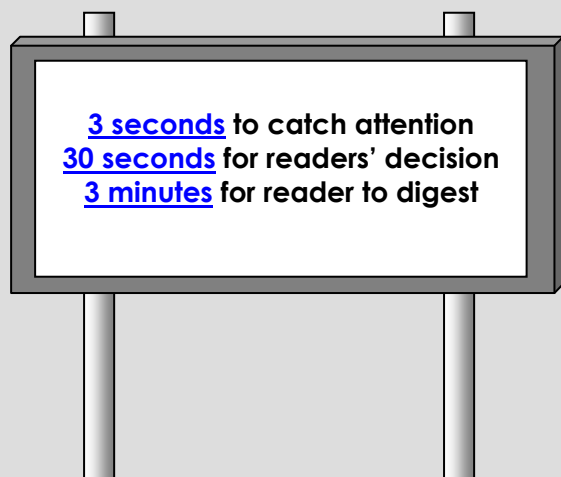 3 seconds to catch attention
30 seconds for readers’ decision
3 minutes for reader to digest